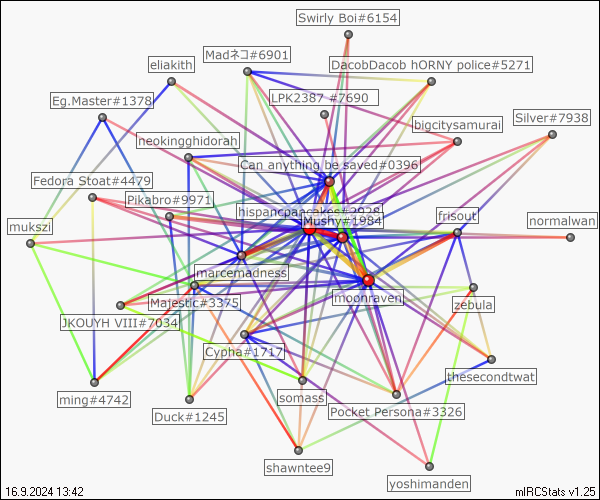 Swirly Boi#6154
Madネコ#6901
eliakith
DacobDacob hORNY police#5271
Eg.Master#1378
LPK2387 #7690
Silver#7938
bigcitysamurai
neokingghidorah
Can anything be saved#0396
Fedora Stoat#4479
Pikabro#9971
hispancpancakes#3928
Mushy#1984
frisout
normalwan
mukszi
marcemadness
moonraven
Majestic#3375
zebula
JKOUYH VIII#7034
Cypha#1717
thesecondtwat
ming#4742
somass
Duck#1245
Pocket Persona#3326
shawntee9
yoshimanden
16.9.2024 13:42
mIRCStats v1.25